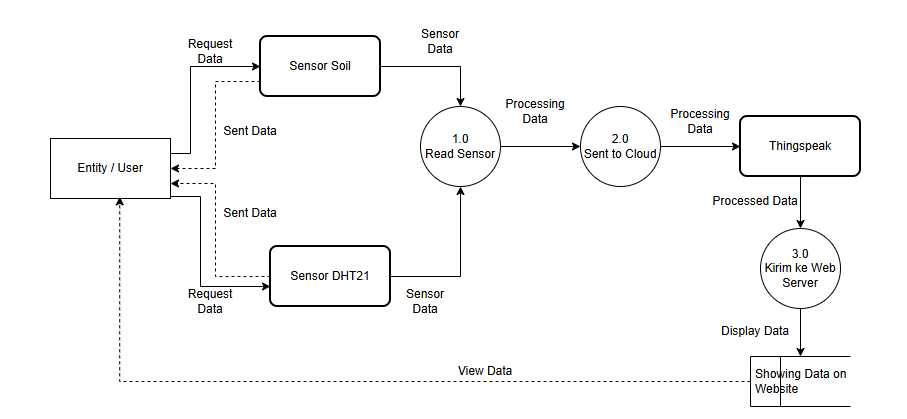 Request
Data
Sensor Soil
Sensor
Data
Sent Data
Entity / User
1.0
Read Sensor
Processing
Data
2.0
Sent to Cloud
Processing
Data
Thingspeak
Processed Data
Sent Data
Sensor DHT21
Request
Data
Sensor
Data
3.0
Kirim ke Web
Server
Display Data
View Data
Showing Data on
Website